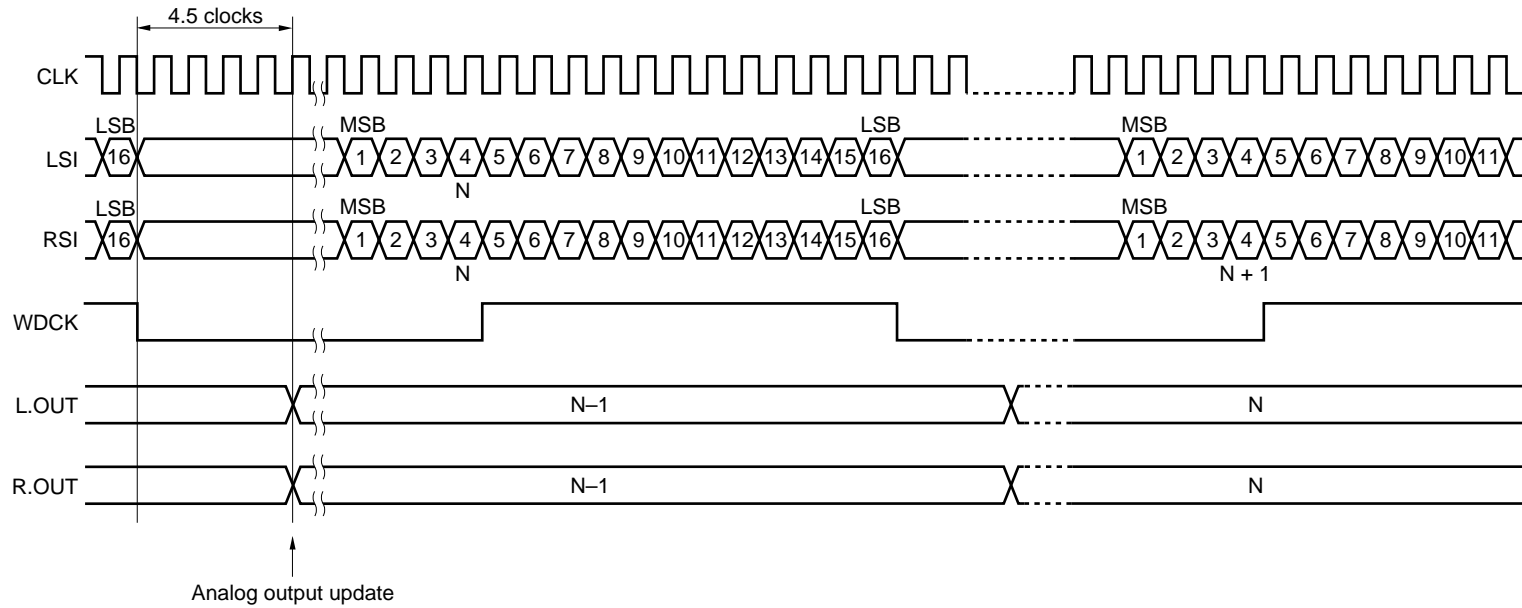 4.5 clocks
CLK
LSB MSB LSB MSB
LSI 16 1 2 3 4 5 6 7 8 9 10 11 12 13 14 15 16 1 2 3 4 5 6 7 8 9 10 11
N
LSB MSB LSB MSB
RSI 16 1 2 3 4 5 6 7 8 9 10 11 12 13 14 15 16 1 2 3 4 5 6 7 8 9 10 11
N N + 1
WDCK
L.OUT N–1 N
R.OUT N–1 N
Analog output update